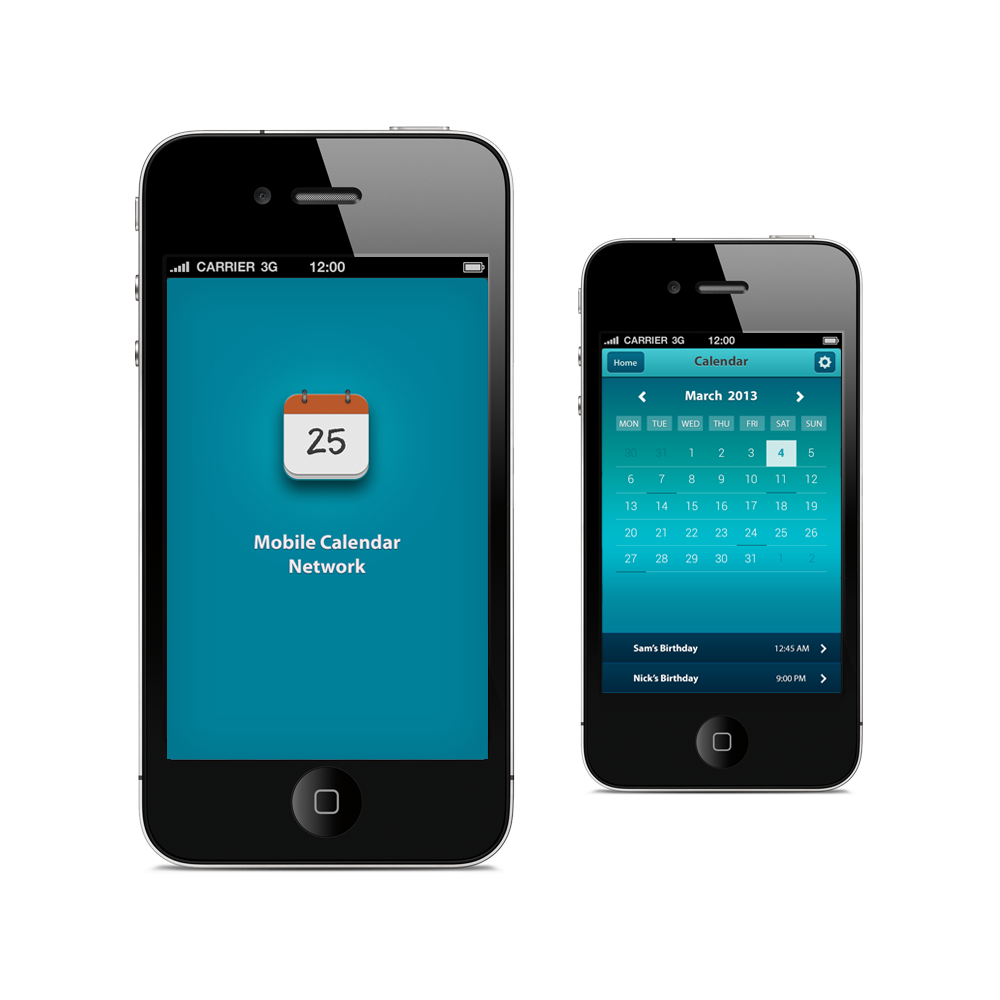 CARRIER 3G 12:00
25
Mobile Calendar
Network
CARRIER 3G 12:00
Home Calendar
March 2013
MON TUE WED THU FRI SAT SUN
30 31 1 2 3 4 5
6 7 8 9 10 11 12
13 14 15 16 17 18 19
20 21 22 23 24 25 26
27 28 29 30 31 1 2
Sam's Birthday 12:45 AM
Nick's Birthday 9:00 PM